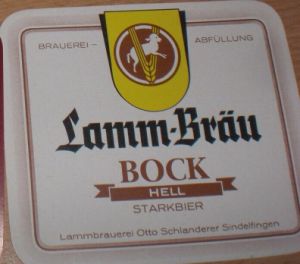 BRAUEREI - ABFÜLLUNG
Lamm-Bräu
BOCK
HELL
STARKBIER
Lammbrauerei Otto Schlanderer Sindelfingen